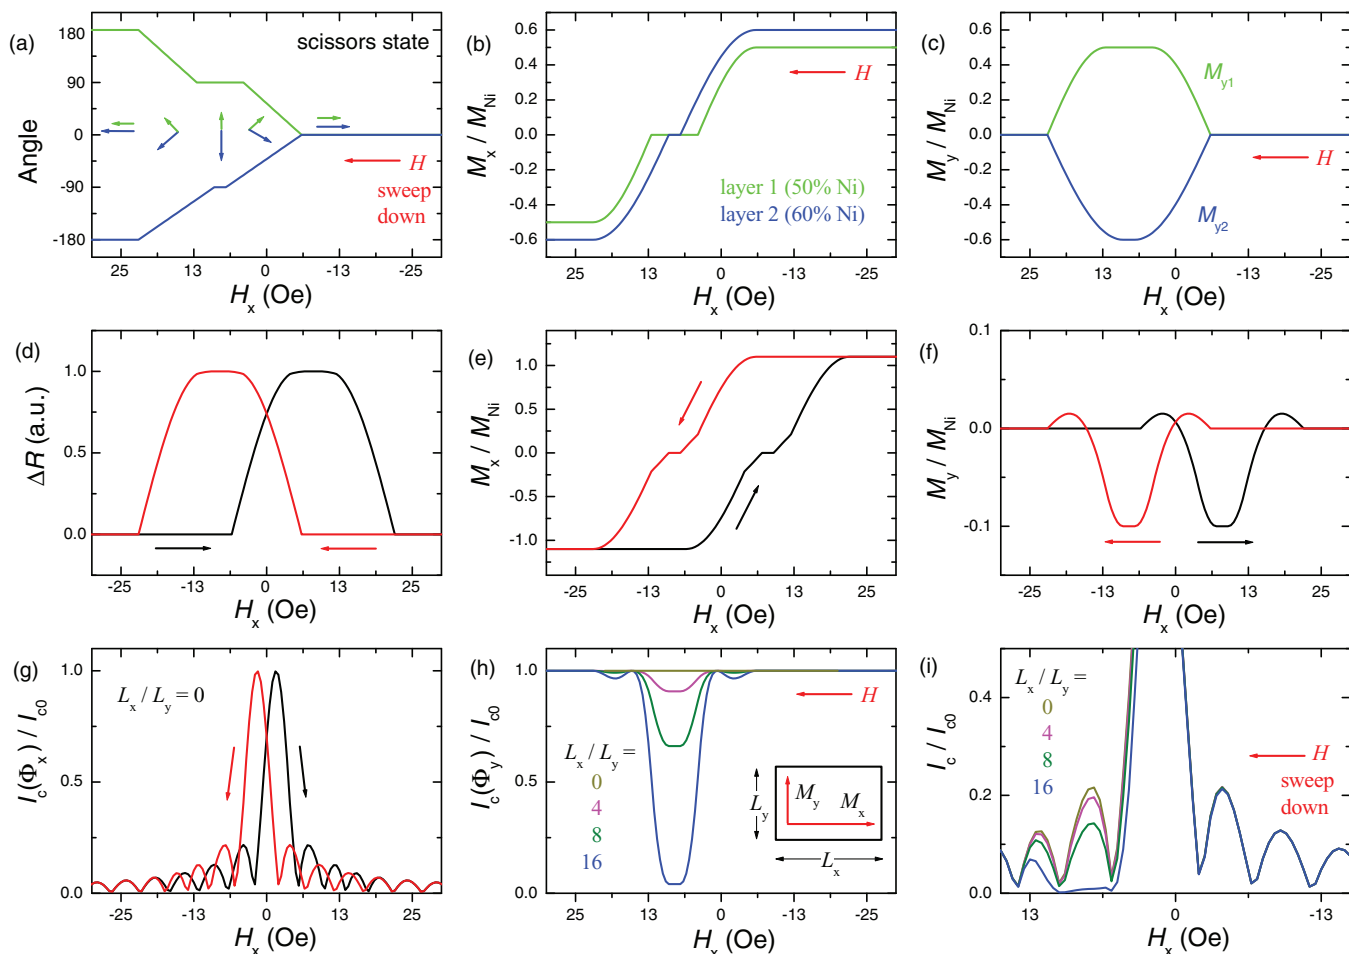 (a)
scissors state
180
90
0
-90
-180
Angle
H
sweep
down
25
13
0
-13
-25
Hx (Oe)
(b)
0.6
0.4
0.2
0.0
-0.2
-0.4
-0.6
Mx / MNi
H
layer 1 (50% Ni)
layer 2 (60% Ni)
25
13
0
-13
-25
Hx (Oe)
(c)
0.6
0.4
0.2
0.0
-0.2
-0.4
-0.6
My / MNi
My1
H
My2
25
13
0
-13
-25
Hx (Oe)
(d)
1.0
0.5
0.0
ΔR (a.u.)
-25
-13
0
13
25
Hx (Oe)
(e)
1.0
0.5
0.0
-0.5
-1.0
Mx / MNi
-25
-13
0
13
25
Hx (Oe)
(f)
0.1
0.0
-0.1
My / MNi
-25
-13
0
13
25
Hx (Oe)
(g)
Lx / Ly = 0
1.0
0.5
0.0
Ic(Φx) / Ic0
-25
-13
0
13
25
Hx (Oe)
(h)
1.0
0.5
0.0
Ic(Φy) / Ic0
H
Lx / Ly =
0
4
8
16
My
Mx
Ly
Lx
25
13
0
-13
-25
Hx (Oe)
(i)
Lx / Ly =
0
4
8
16
0.4
0.2
0.0
Ic / Ic0
H
sweep
down
13
0
-13
Hx (Oe)